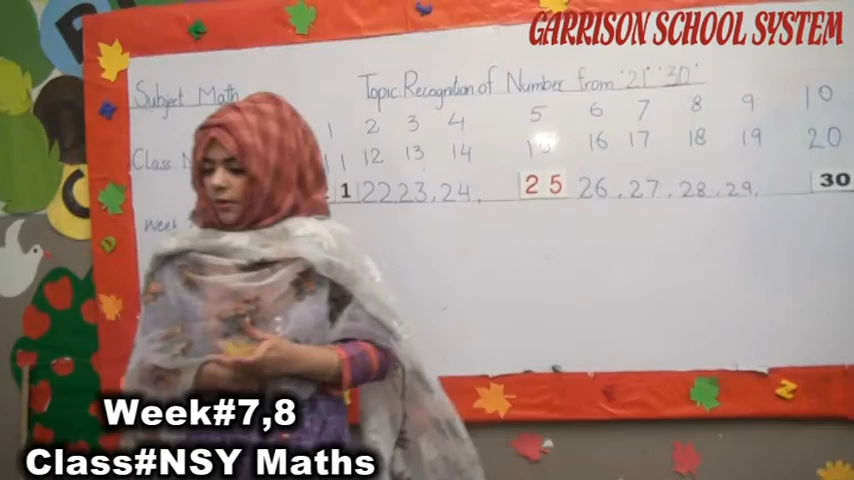 GARRISON SCHOOL SYSTEM
Subject Math
Topic: Recognition of Number from "21" "30"
Class N
Week
1 2 3 4 5 6 7 8 9 10
11 12 13 14 15 16 17 18 19 20
1 22 23, 24, 25 26, 27, 28, 29, 30
Week#7,8
Class#NSY Maths